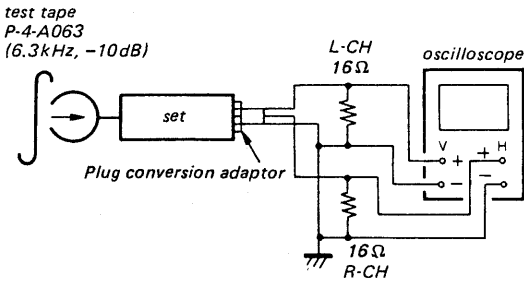 test tape
P-4-A063
(6.3kHz, -10dB)
set
Plug conversion adaptor
L-CH
16Ω
oscilloscope
V + + H
- -
16Ω
R-CH